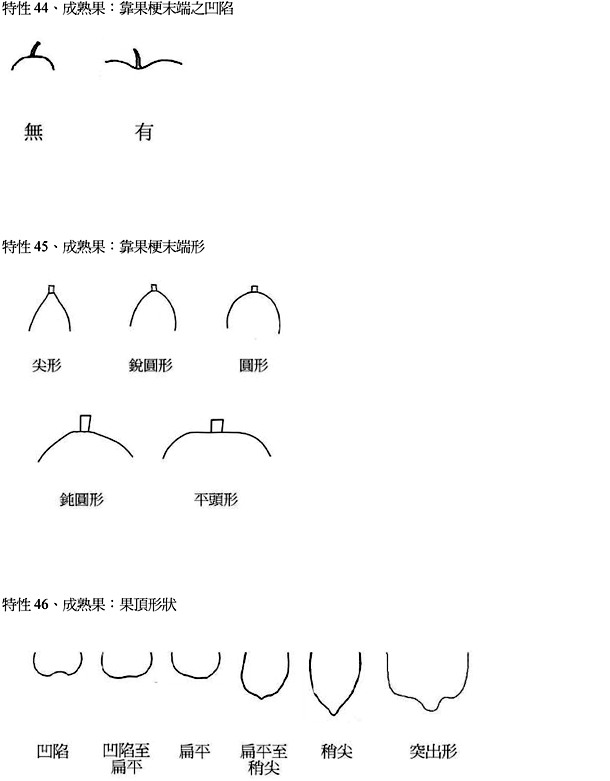 特性 44、成熟果：靠果梗末端之凹陷
無 有
特性 45、成熟果：靠果梗末端形
尖形 銳圓形 圓形
鈍圓形 平頭形
特性 46、成熟果：果頂形狀
凹陷 凹陷至扁平 扁平 扁平至稍尖 稍尖 突出形